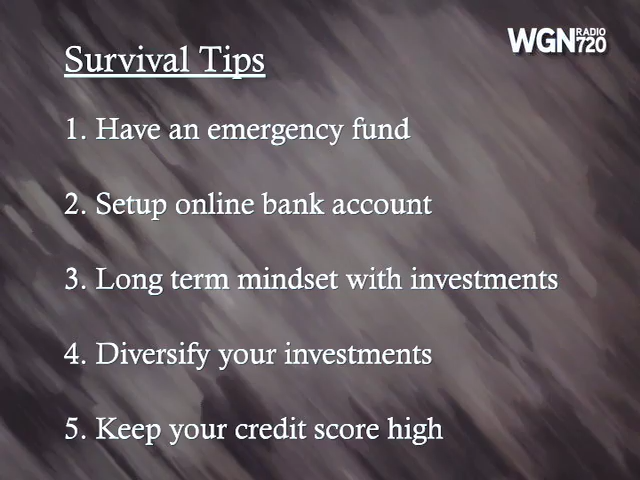 WGN RADIO 720
Survival Tips
1. Have an emergency fund
2. Setup online bank account
3. Long term mindset with investments
4. Diversify your investments
5. Keep your credit score high